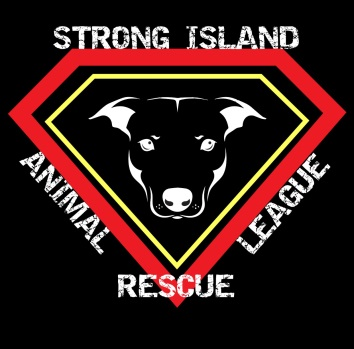 STRONG ISLAND
ANIMAL
RESCUE
LEAGUE